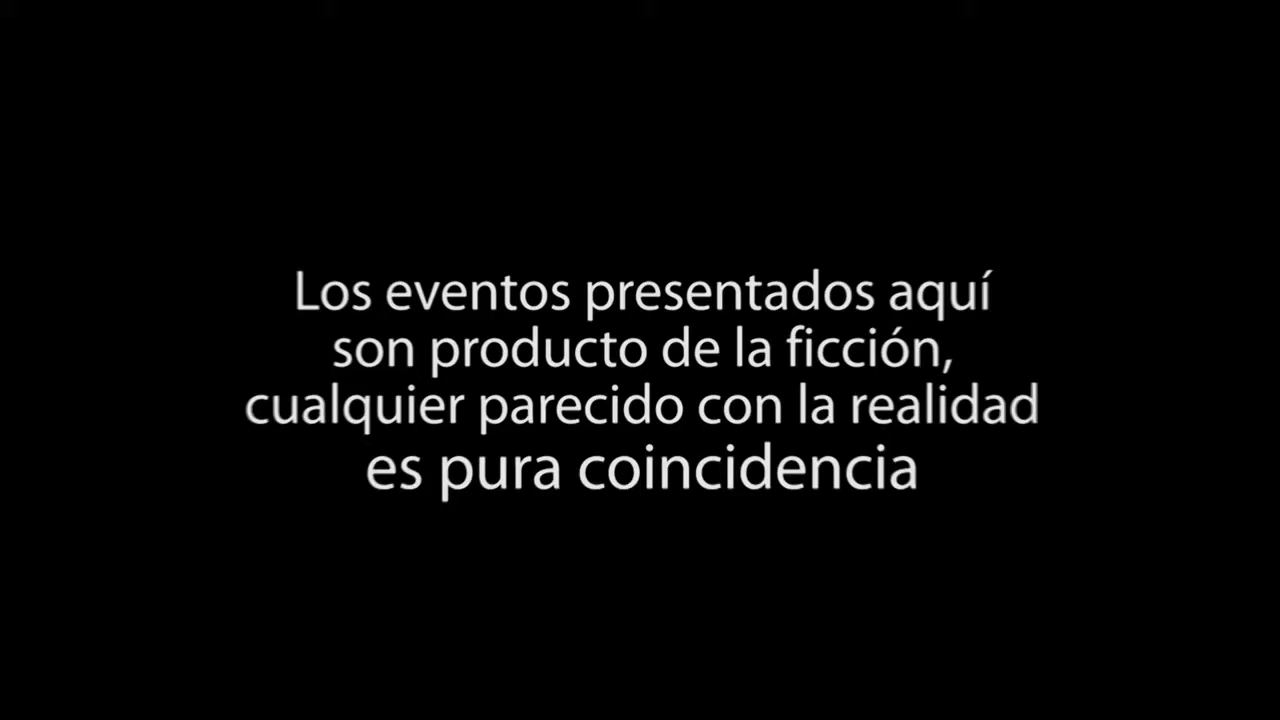 Los eventos presentados aquí
son producto de la ficción,
cualquier parecido con la realidad
es pura coincidencia